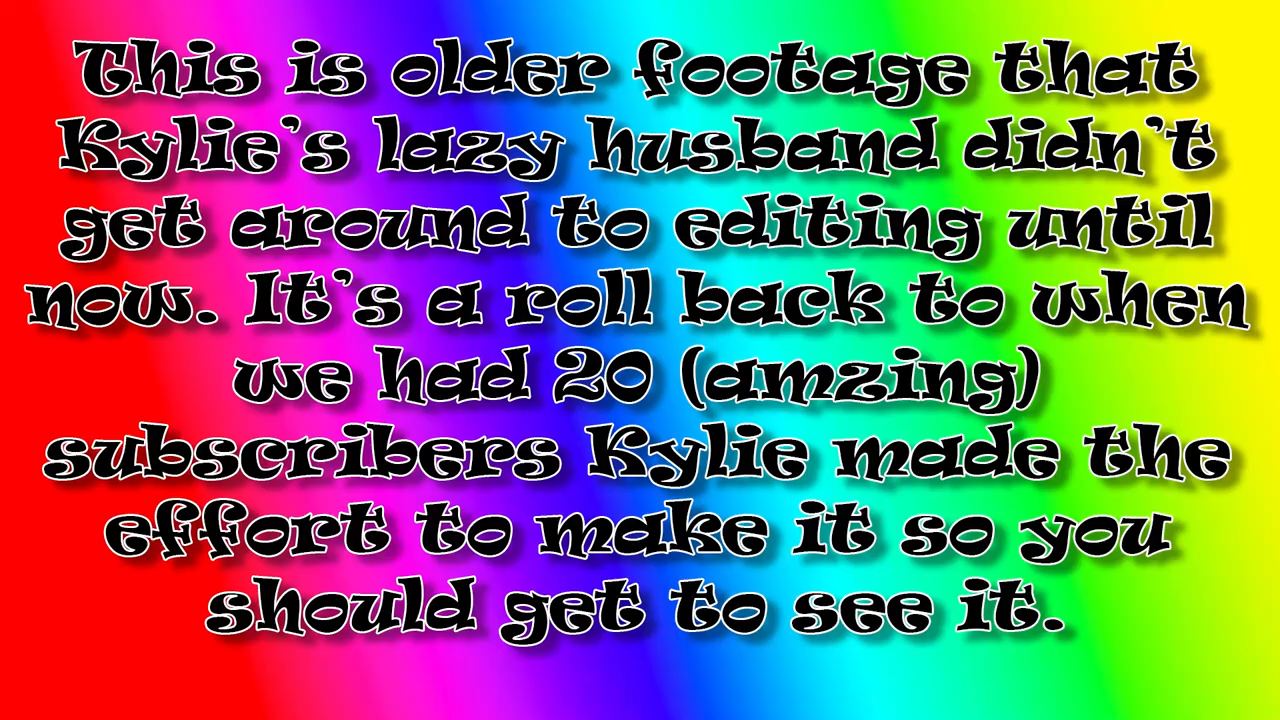 This is older footage that
Kylie's lazy husband didn't
get around to editing until
now. It's a roll back to when
we had 20 (amzing)
subscribers Kylie made the
effort to make it so you
should get to see it.